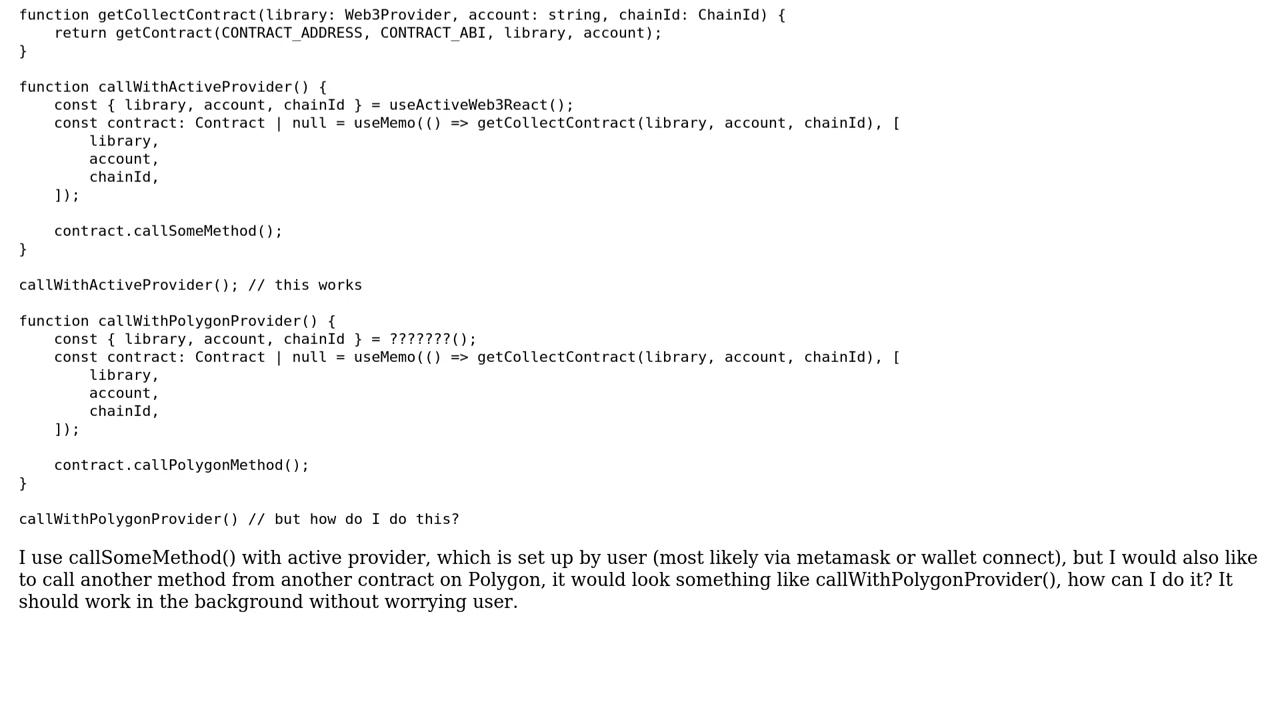 function getCollectContract(library: Web3Provider, account: string, chainId: ChainId) {
    return getContract(CONTRACT_ADDRESS, CONTRACT_ABI, library, account);
}

function callWithActiveProvider() {
    const { library, account, chainId } = useActiveWeb3React();
    const contract: Contract | null = useMemo(() => getCollectContract(library, account, chainId), [
        library,
        account,
        chainId,
    ]);

    contract.callSomeMethod();
}

callWithActiveProvider(); // this works

function callWithPolygonProvider() {
    const { library, account, chainId } = ???????();
    const contract: Contract | null = useMemo(() => getCollectContract(library, account, chainId), [
        library,
        account,
        chainId,
    ]);

    contract.callPolygonMethod();
}

callWithPolygonProvider() // but how do I do this?

I use callSomeMethod() with active provider, which is set up by user (most likely via metamask or wallet connect), but I would also like
to call another method from another contract on Polygon, it would look something like callWithPolygonProvider(), how can I do it? It
should work in the background without worrying user.